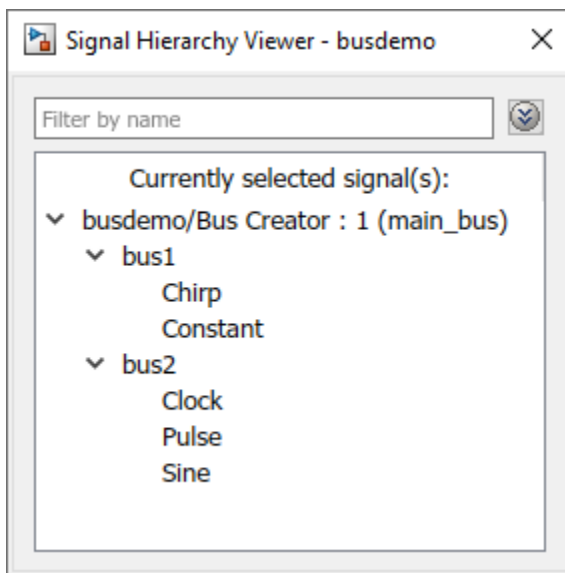 Signal Hierarchy Viewer - busdemo
Filter by name
Currently selected signal(s):
busdemo/Bus Creator : 1 (main_bus)
bus1
Chirp
Constant
bus2
Clock
Pulse
Sine